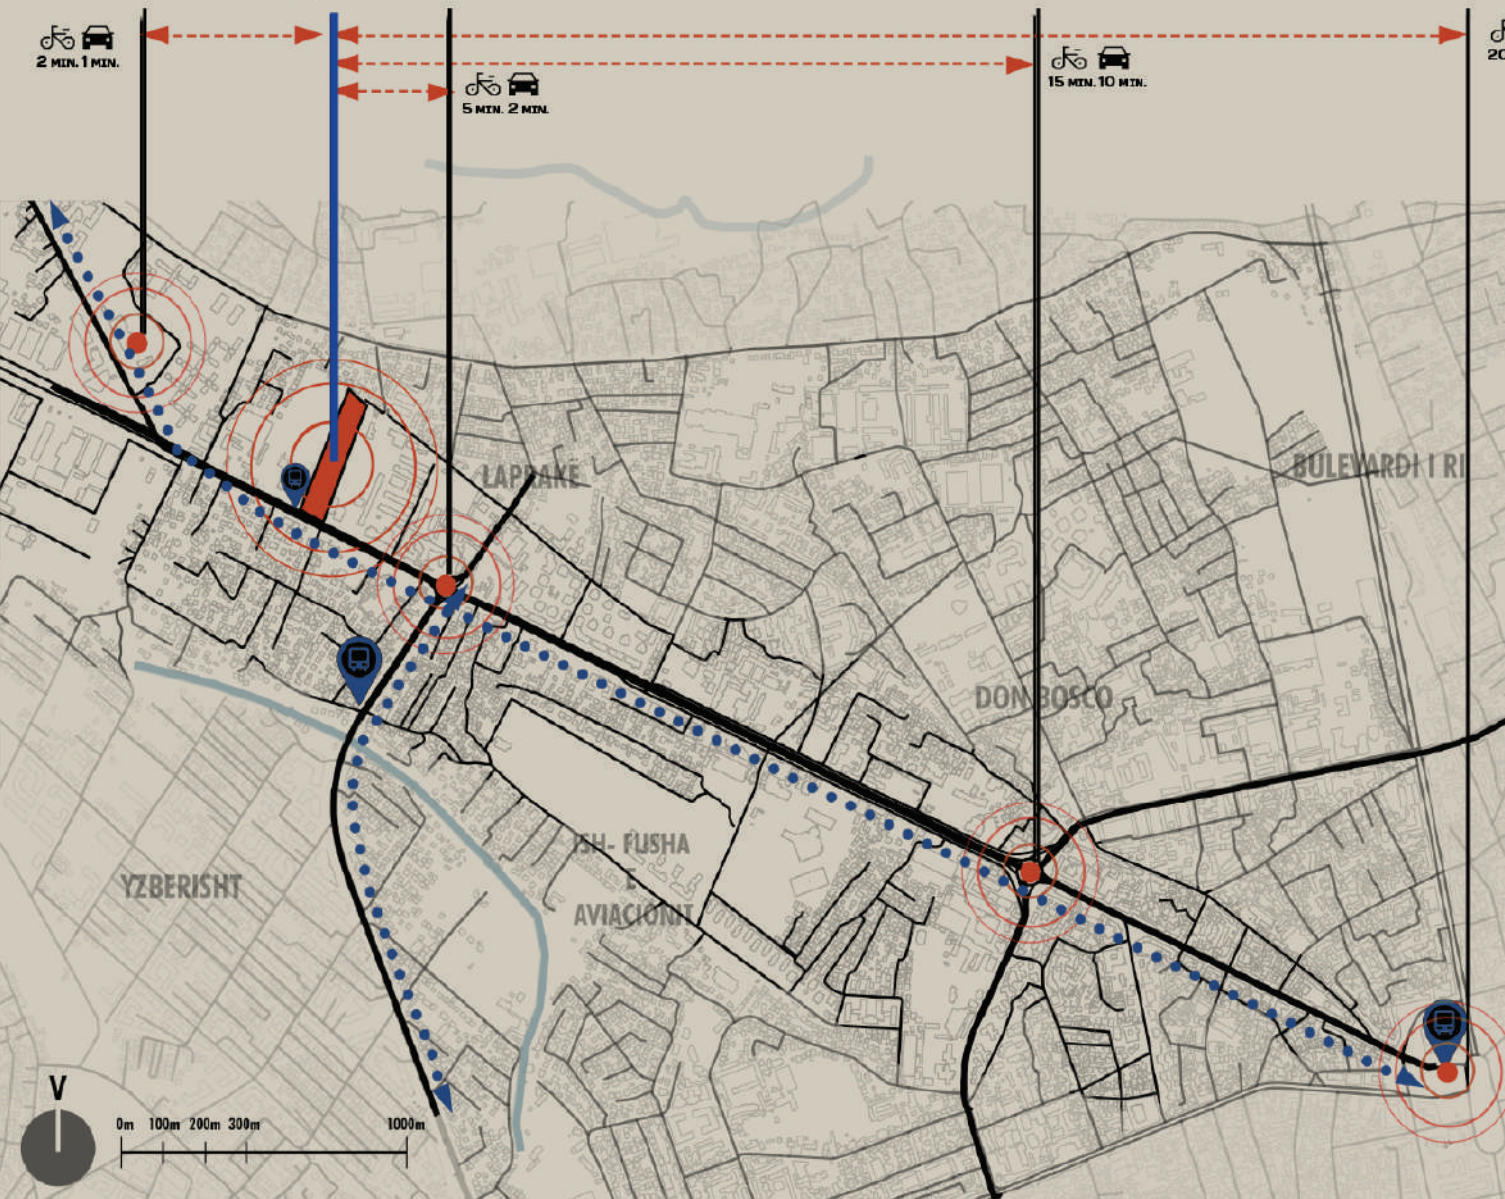 2 MIN. 1 MIN.
5 MIN. 2 MIN.
15 MIN. 10 MIN.
20
LAPRAKE
BULEVARDI I RI
DON BOSCO
ISH- FUSHA
E
AVIACIONIT
YZBERISHT
V
0m 100m 200m 300m 1000m